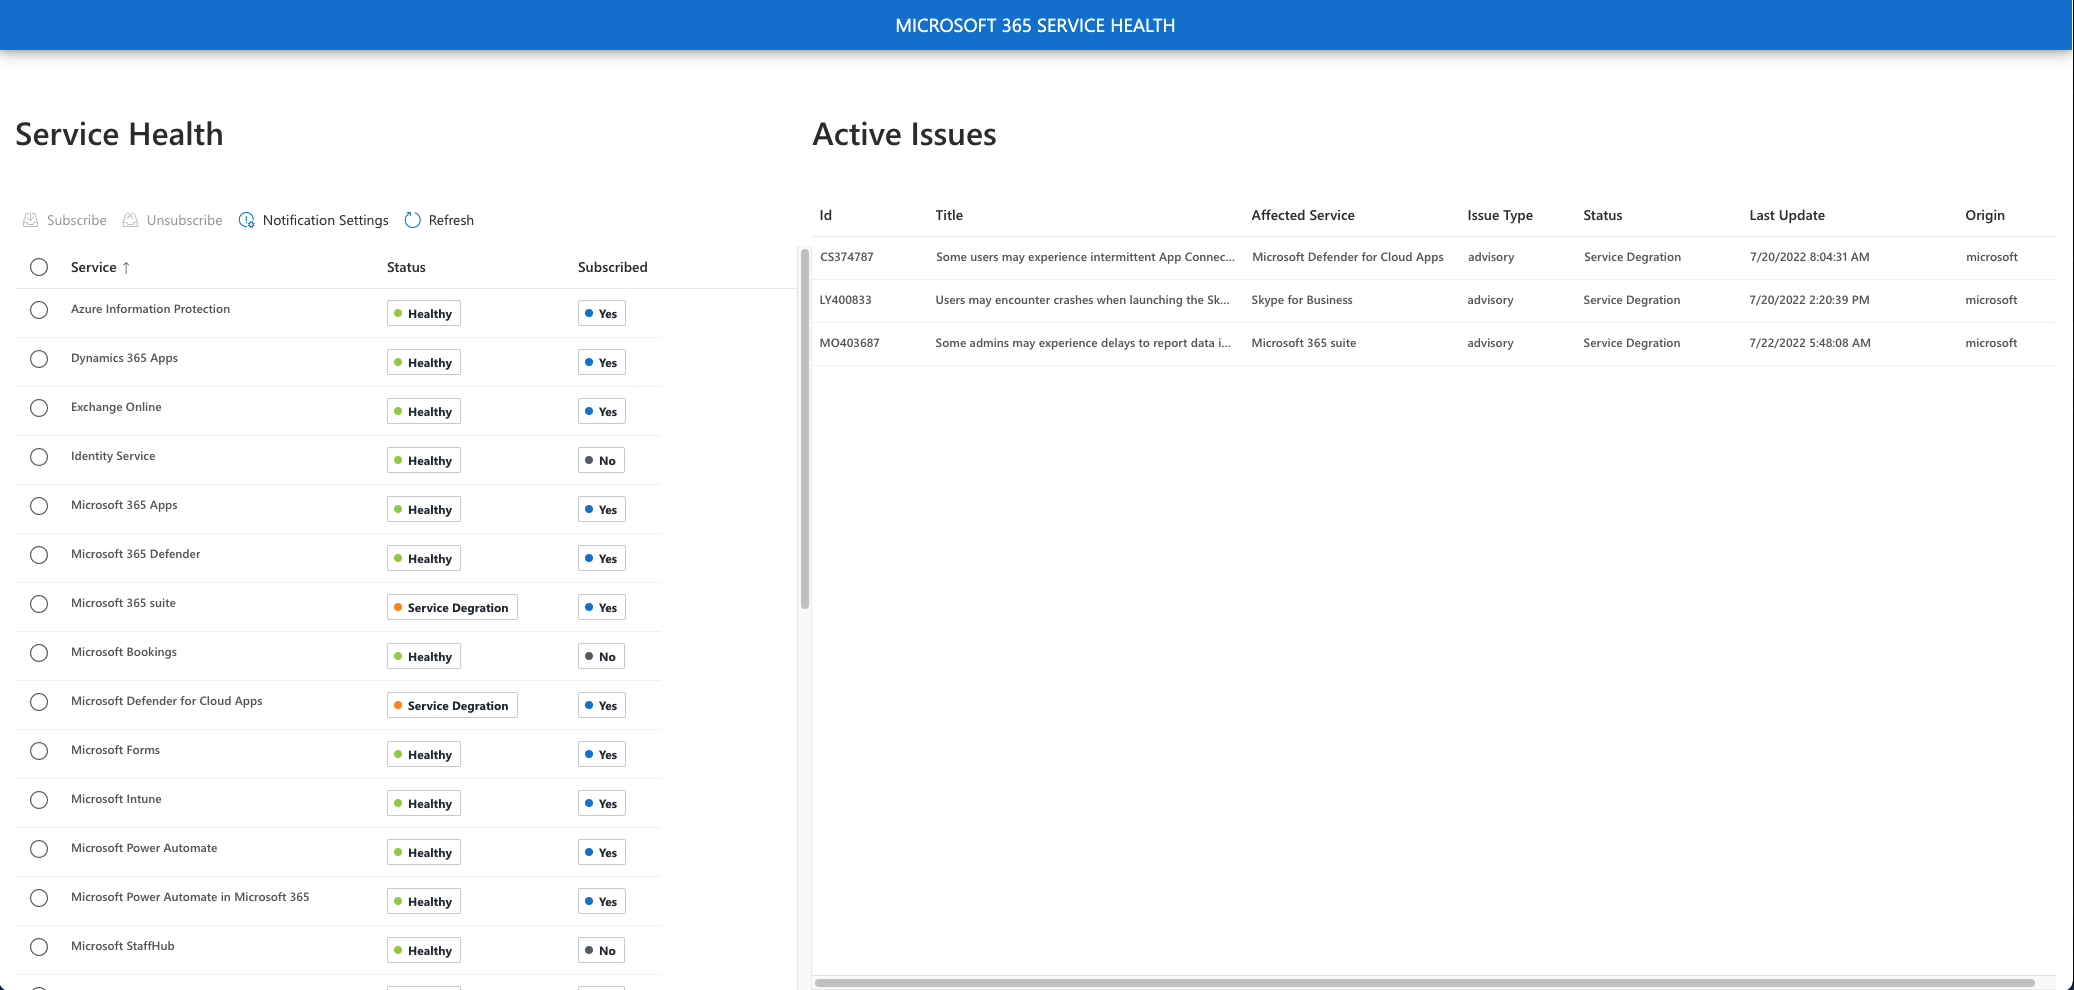 MICROSOFT 365 SERVICE HEALTH
Service Health
Subscribe Unsubscribe Notification Settings Refresh
Service ↑ Status Subscribed
Azure Information Protection Healthy Yes
Dynamics 365 Apps Healthy Yes
Exchange Online Healthy Yes
Identity Service Healthy No
Microsoft 365 Apps Healthy Yes
Microsoft 365 Defender Healthy Yes
Microsoft 365 suite Service Degration Yes
Microsoft Bookings Healthy No
Microsoft Defender for Cloud Apps Service Degration Yes
Microsoft Forms Healthy Yes
Microsoft Intune Healthy Yes
Microsoft Power Automate Healthy Yes
Microsoft Power Automate in Microsoft 365 Healthy Yes
Microsoft StaffHub Healthy No
Active Issues
Id Title Affected Service Issue Type Status Last Update Origin
CS374787 Some users may experience intermittent App Connec... Microsoft Defender for Cloud Apps advisory Service Degration 7/20/2022 8:04:31 AM microsoft
LY400833 Users may encounter crashes when launching the Sk... Skype for Business advisory Service Degration 7/20/2022 2:20:39 PM microsoft
MO403687 Some admins may experience delays to report data i... Microsoft 365 suite advisory Service Degration 7/22/2022 5:48:08 AM microsoft